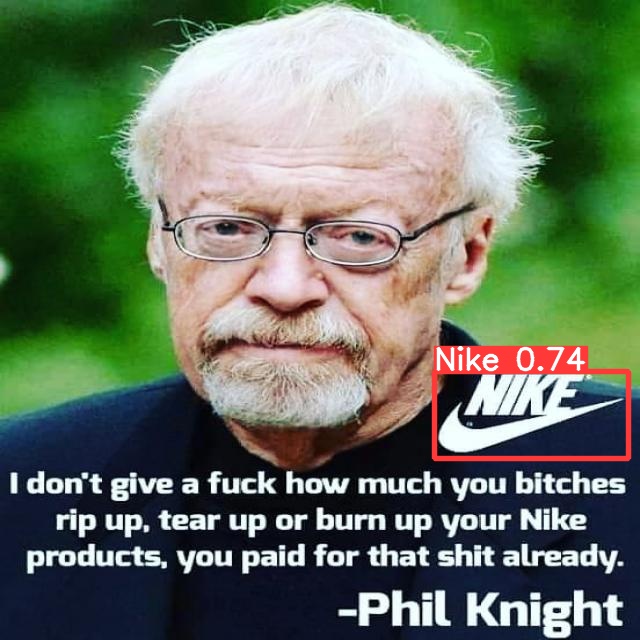 Nike 0.74
NIKE
I don't give a fuck how much you bitches
rip up, tear up or burn up your Nike
products, you paid for that shit already.
-Phil Knight